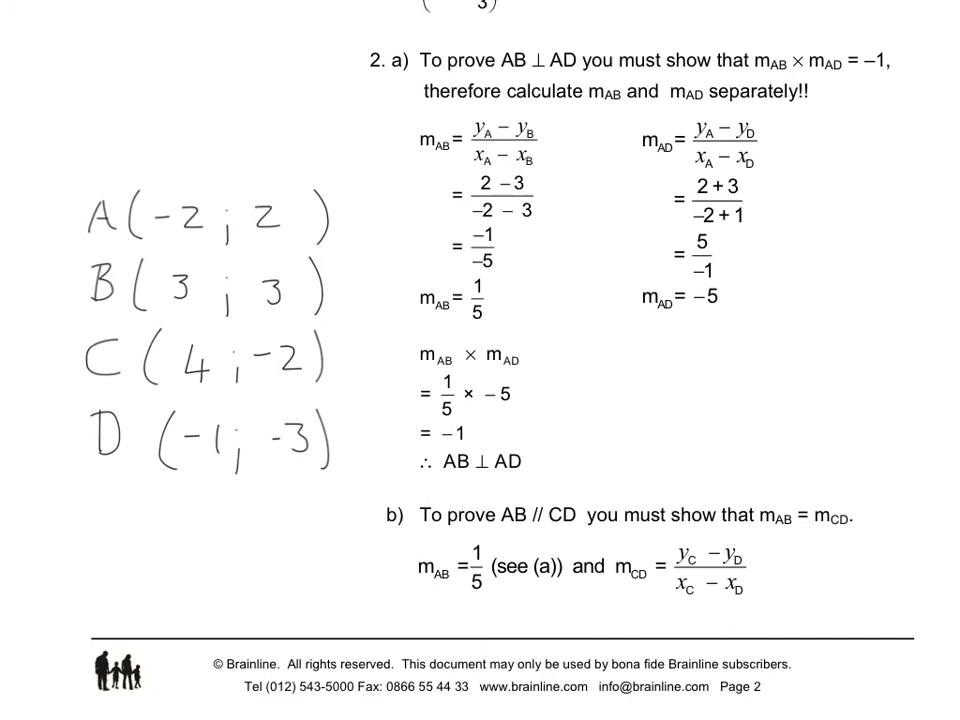 3)
2. a) To prove AB ⊥ AD you must show that mAB × mAD = –1,
therefore calculate mAB and mAD separately!!
mAB = (yA − yB)/(xA − xB)
= (2 − 3)/(–2 − 3)
= −1/–5
mAB = 1/5
mAD = (yA − yD)/(xA − xD)
= (2 + 3)/(–2 + 1)
= 5/–1
mAD = −5
A(-2 ; 2)
B( 3 ; 3)
C( 4 ; -2)
D (-1; -3)
mAB × mAD
= 1/5 × – 5
= – 1
∴ AB ⊥ AD
b) To prove AB // CD you must show that mAB = mCD.
mAB = 1/5 (see (a)) and mCD = (yC − yD)/(xC − xD)
© Brainline. All rights reserved. This document may only be used by bona fide Brainline subscribers.
Tel (012) 543-5000 Fax: 0866 55 44 33 www.brainline.com info@brainline.com Page 2